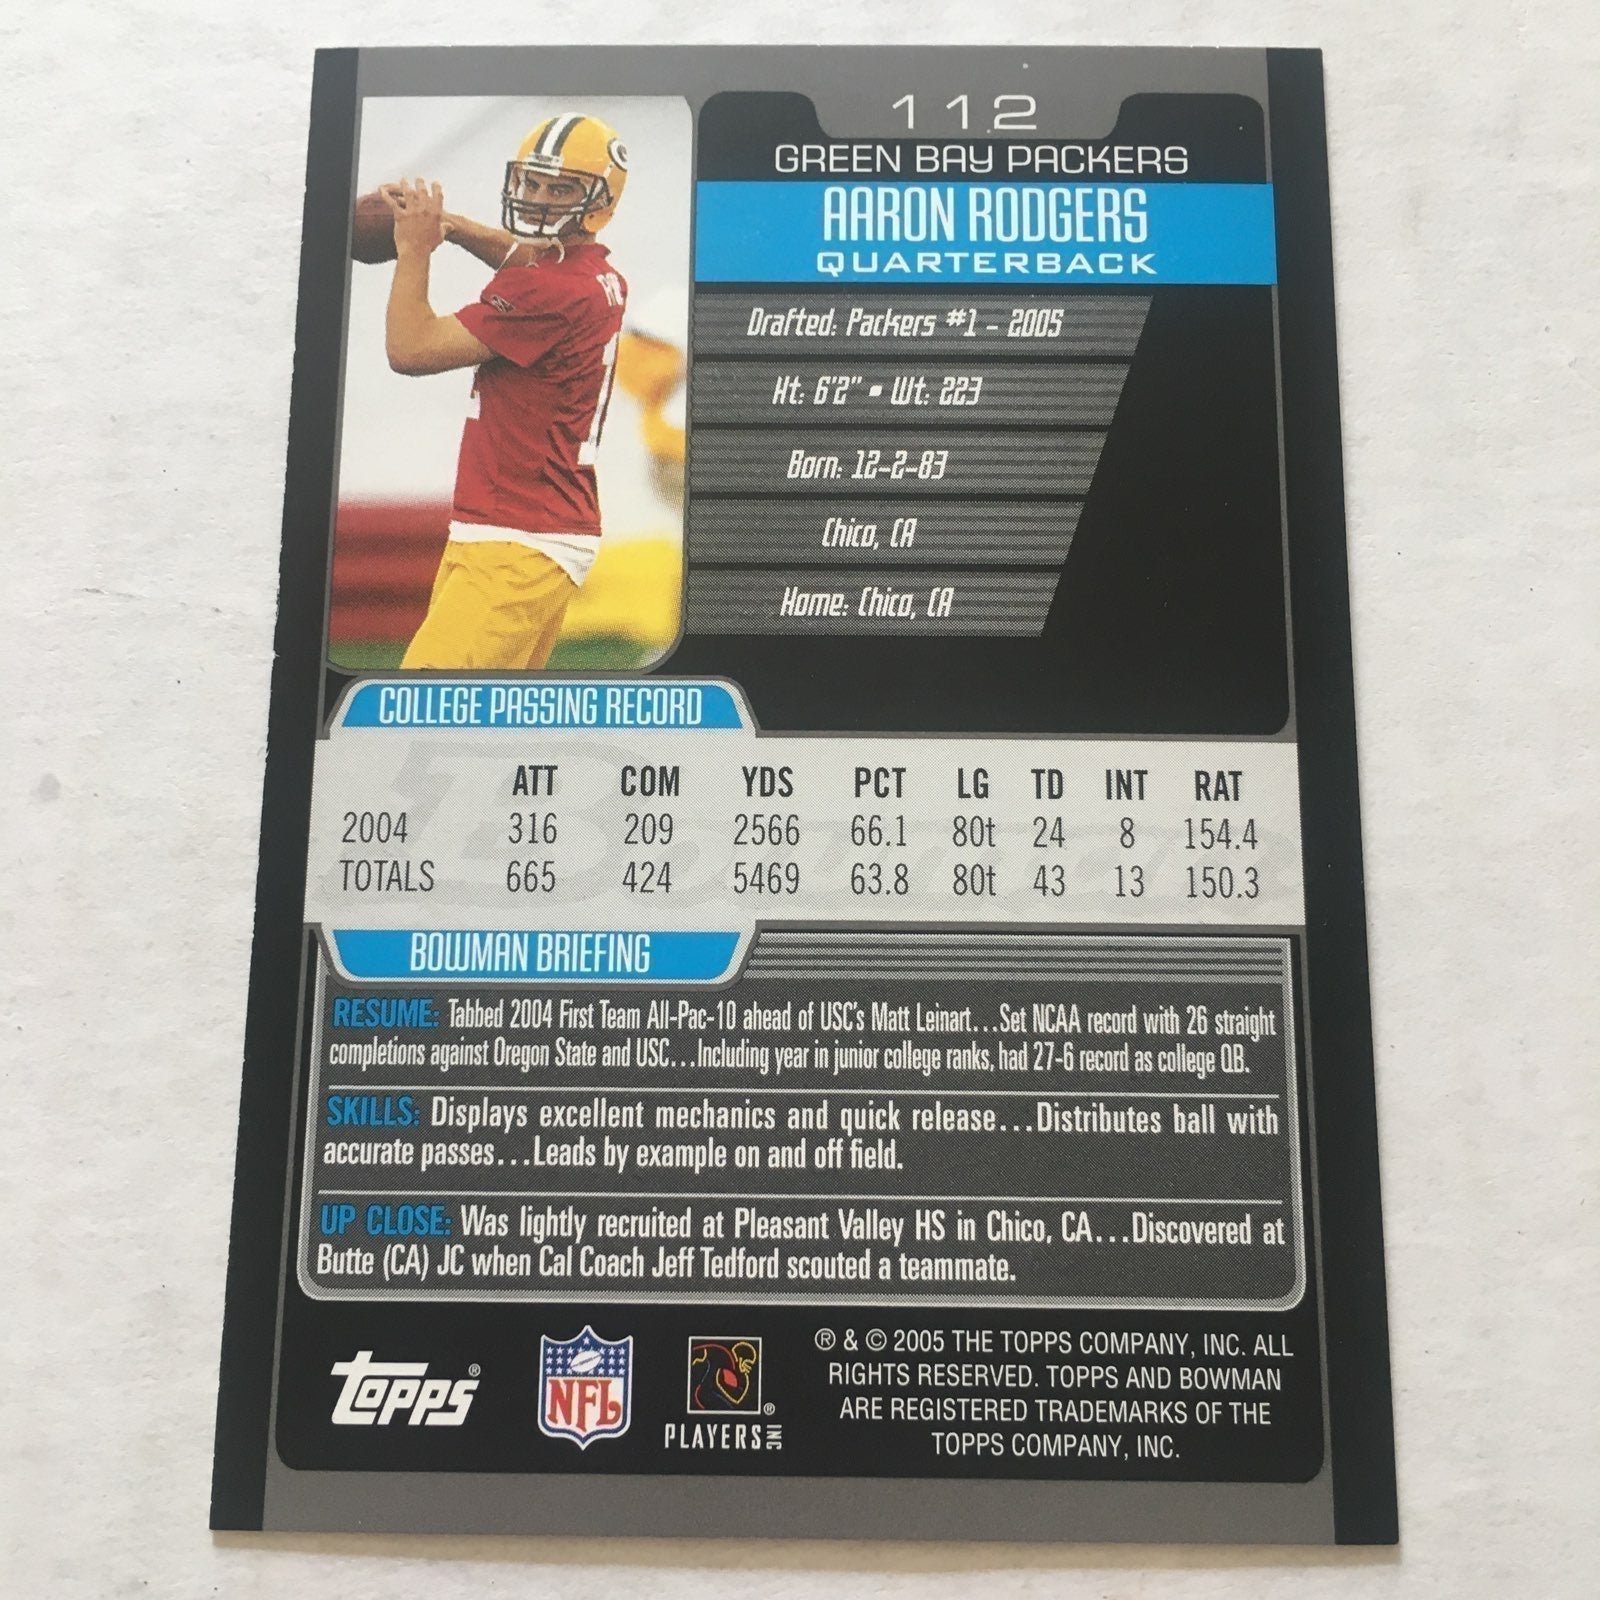 112
GREEN BAY PACKERS
AARON RODGERS
QUARTERBACK
Drafted: Packers #1 – 2005
Ht: 6'2" • Wt: 223
Born: 12-2-83
Chico, CA
Home: Chico, CA
COLLEGE PASSING RECORD
ATT COM YDS PCT LG TD INT RAT
2004 316 209 2566 66.1 80t 24 8 154.4
TOTALS 665 424 5469 63.8 80t 43 13 150.3
BOWMAN BRIEFING
RESUME: Tabbed 2004 First Team All-Pac-10 ahead of USC's Matt Leinart...Set NCAA record with 26 straight
completions against Oregon State and USC...Including year in junior college ranks, had 27-6 record as college QB.
SKILLS: Displays excellent mechanics and quick release...Distributes ball with
accurate passes...Leads by example on and off field.
UP CLOSE: Was lightly recruited at Pleasant Valley HS in Chico, CA...Discovered at
Butte (CA) JC when Cal Coach Jeff Tedford scouted a teammate.
TOPPS®
NFL
®
PLAYERS INC
® & © 2005 THE TOPPS COMPANY, INC. ALL
RIGHTS RESERVED. TOPPS AND BOWMAN
ARE REGISTERED TRADEMARKS OF THE
TOPPS COMPANY, INC.